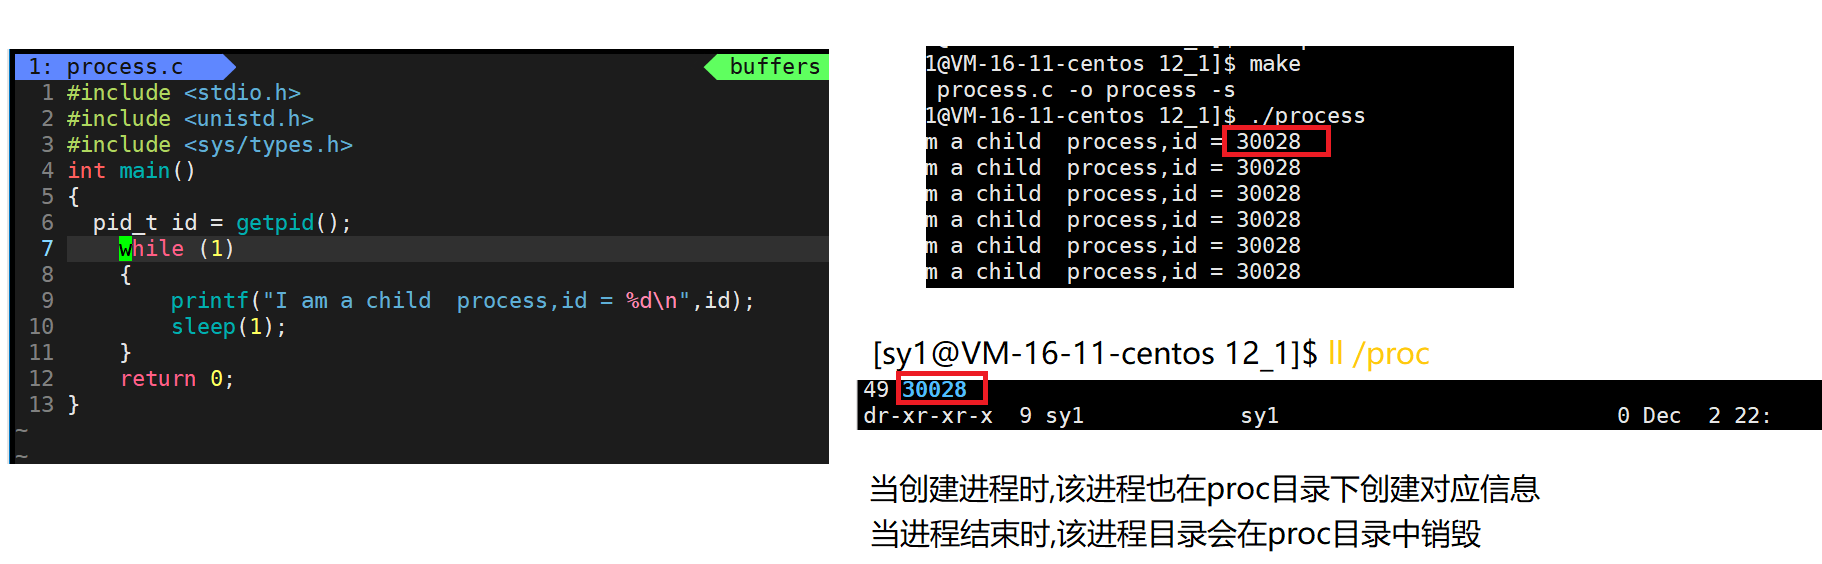 1: process.c
buffers
1 #include <stdio.h>
2 #include <unistd.h>
3 #include <sys/types.h>
4 int main()
5 {
6   pid_t id = getpid();
7     while (1)
8     {
9         printf("I am a child  process,id = %d\n",id);
10         sleep(1);
11     }
12     return 0;
13 }
~
~
1@VM-16-11-centos 12_1]$ make
process.c -o process -s
1@VM-16-11-centos 12_1]$ ./process
m a child  process,id = 30028
m a child  process,id = 30028
m a child  process,id = 30028
m a child  process,id = 30028
m a child  process,id = 30028
m a child  process,id = 30028
[sy1@VM-16-11-centos 12_1]$ ll /proc
49 30028
dr-xr-xr-x  9 sy1            sy1                          0 Dec  2 22:
当创建进程时,该进程也在proc目录下创建对应信息
当进程结束时,该进程目录会在proc目录中销毁